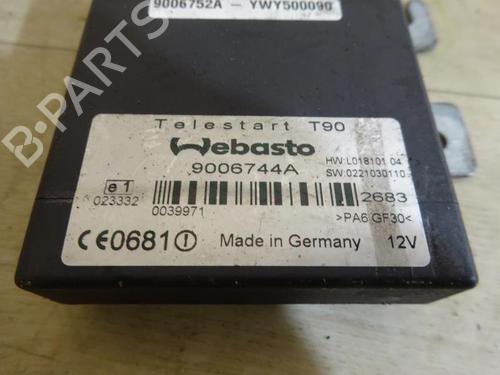 9006752A - YWY500090
B-PARTS
Telestart T90
Webasto
9006744A
HW:L018101 04
SW:0221030110
e1
023332
0039971
2683
>PA6 GF30<
CE0681
Made in Germany
12V